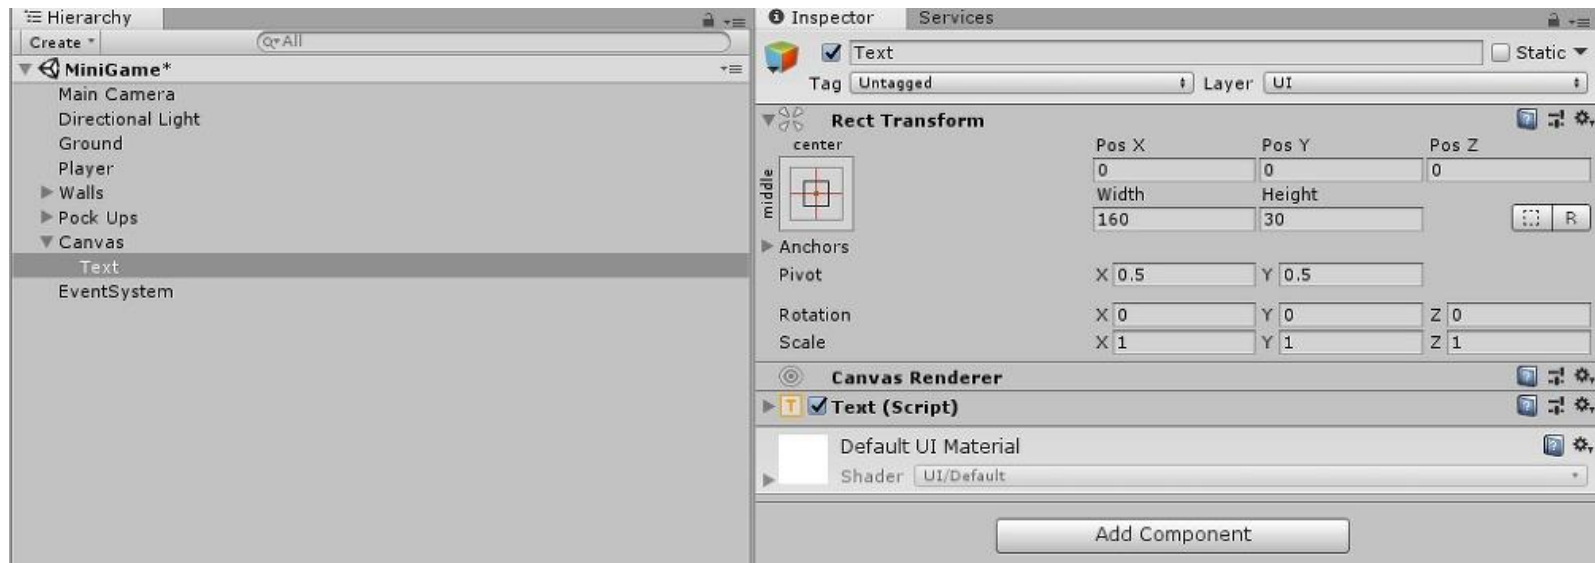 Hierarchy
Create
All
MiniGame*
Main Camera
Directional Light
Ground
Player
Walls
Pock Ups
Canvas
Text
EventSystem
Inspector Services
Text Static
Tag Untagged Layer UI
Rect Transform
center Pos X Pos Y Pos Z
middle 0 0 0
Width Height
160 30 R
Anchors
Pivot X 0.5 Y 0.5
Rotation X 0 Y 0 Z 0
Scale X 1 Y 1 Z 1
Canvas Renderer
T Text (Script)
Default UI Material
Shader UI/Default
Add Component